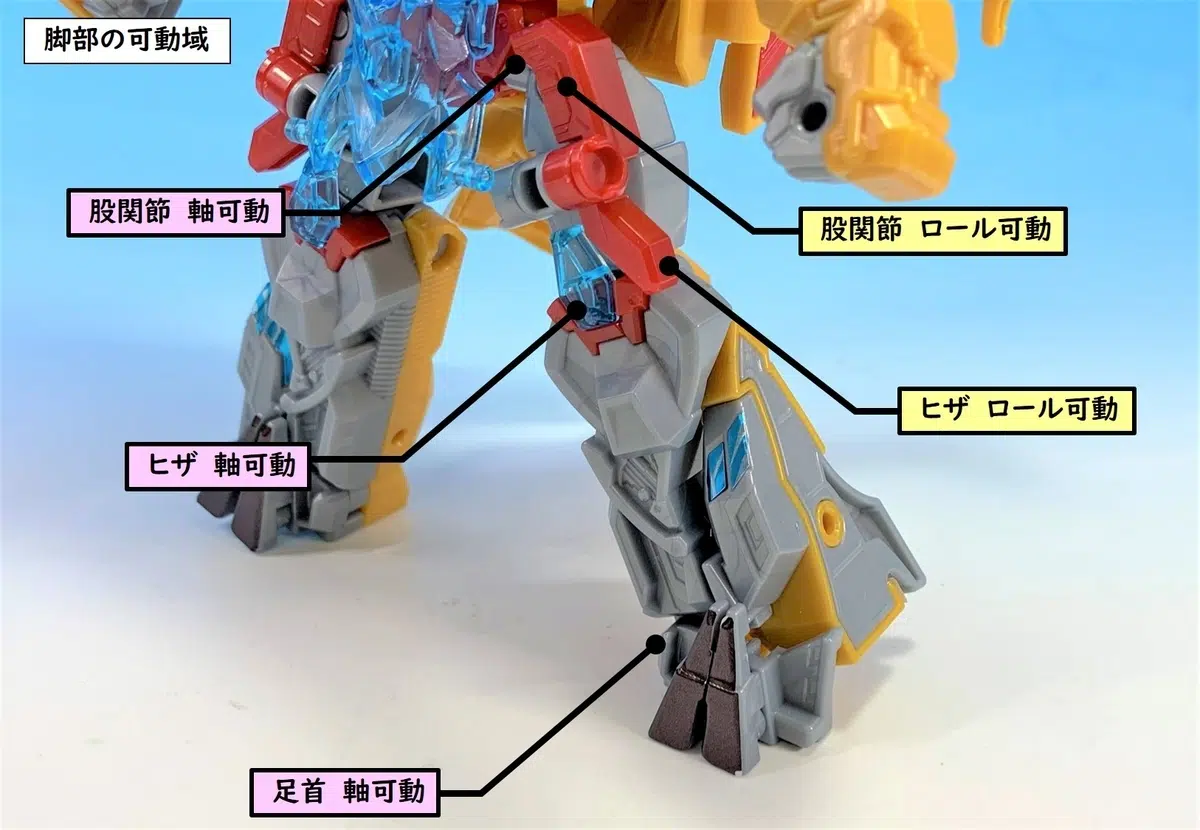 脚部の可動域
股関節 軸可動
股関節 ロール可動
ヒザ ロール可動
ヒザ 軸可動
足首 軸可動